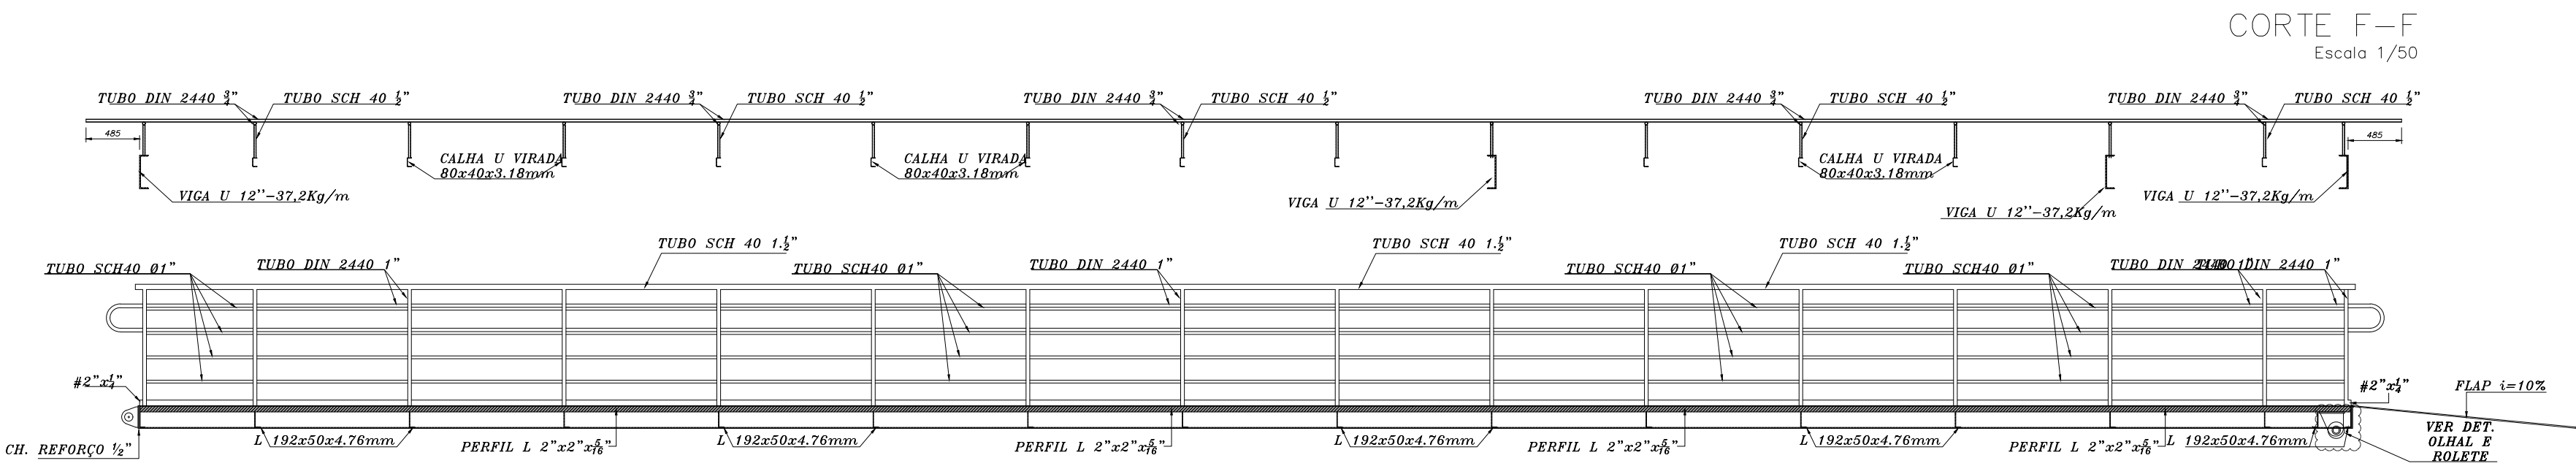 CORTE F-F
Escala 1/50
TUBO DIN 2440 3/4"
TUBO SCH 40 1/2"
TUBO DIN 2440 3/4"
TUBO SCH 40 1/2"
TUBO DIN 2440 3/4"
TUBO SCH 40 1/2"
TUBO DIN 2440 3/4"
TUBO SCH 40 1/2"
TUBO DIN 2440 3/4"
TUBO SCH 40 1/2"
485
485
CALHA U VIRADA
80x40x3.18mm
CALHA U VIRADA
80x40x3.18mm
CALHA U VIRADA
80x40x3.18mm
VIGA U 12''-37,2Kg/m
VIGA U 12''-37,2Kg/m
VIGA U 12''-37,2Kg/m
VIGA U 12''-37,2Kg/m
TUBO SCH 40 1.1/2"
TUBO SCH 40 1.1/2"
TUBO SCH 40 1.1/2"
TUBO SCH40 Ø1"
TUBO DIN 2440 1"
TUBO SCH40 Ø1"
TUBO DIN 2440 1"
TUBO SCH40 Ø1"
TUBO SCH40 Ø1"
TUBO DIN 2440 1"
TUBO DIN 2440 1"
#2"x1/4"
#2"x1/4"
FLAP i=10%
CH. REFORÇO 1/2"
L 192x50x4.76mm
PERFIL L 2"x2"x5/16"
L 192x50x4.76mm
PERFIL L 2"x2"x5/16"
L 192x50x4.76mm
PERFIL L 2"x2"x5/16"
L 192x50x4.76mm
PERFIL L 2"x2"x5/16"
L 192x50x4.76mm
VER DET.
OLHAL E
ROLETE